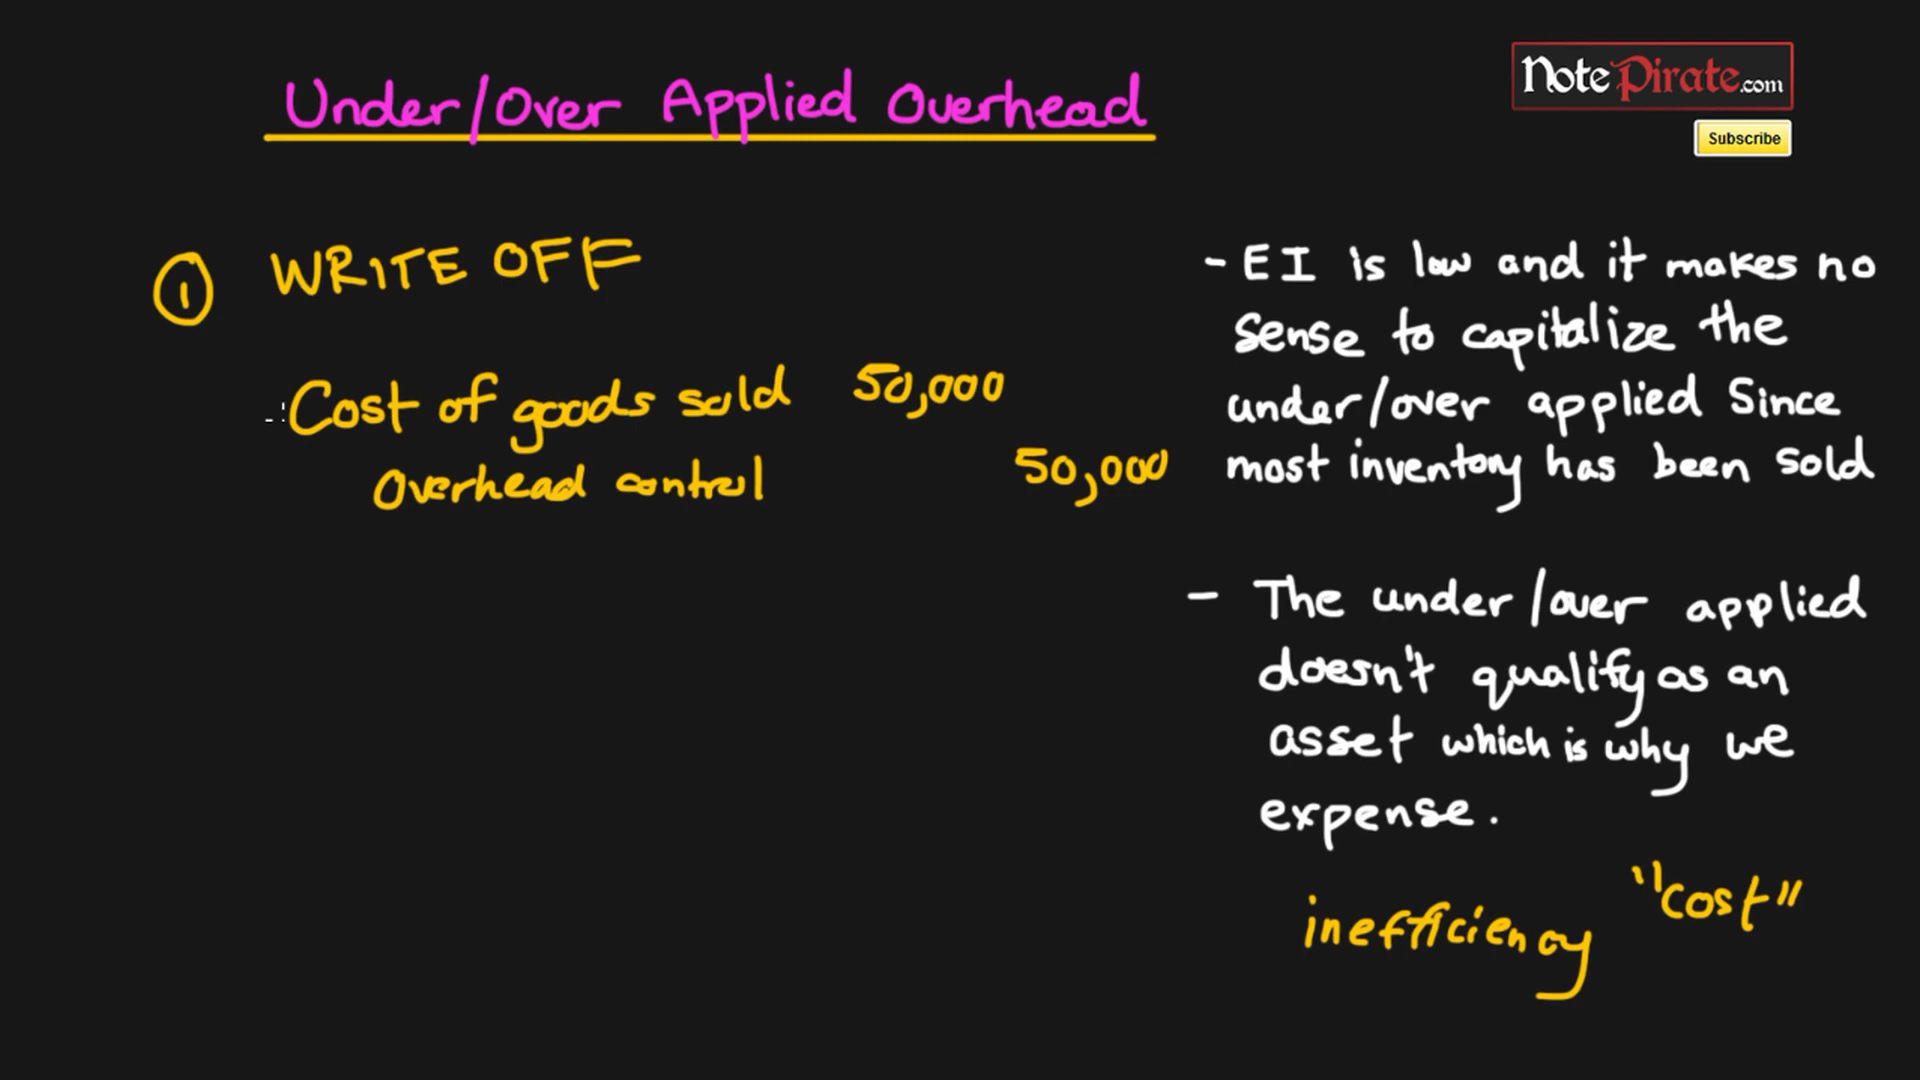 Under/Over Applied Overhead
NotePirate.com
Subscribe
1 WRITE OFF
Cost of goods sold 50,000
Overhead control 50,000
- EI is low and it makes no
sense to capitalize the
under/over applied Since
most inventory has been sold
- The under/over applied
doesn't qualify as an
asset which is why we
expense.
inefficiency "cost"